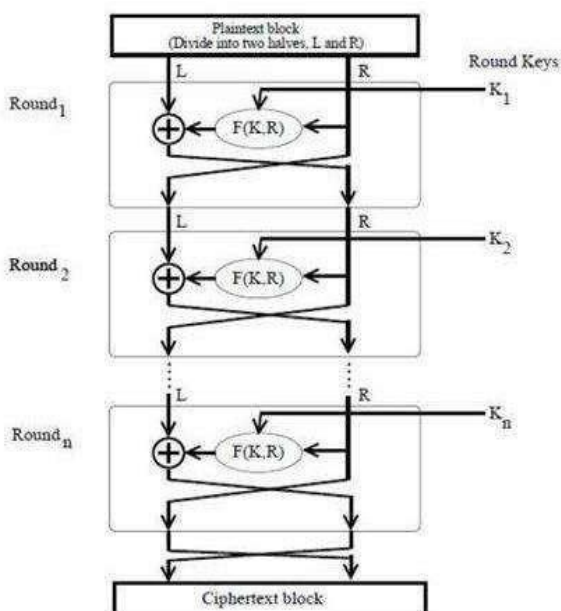 Plaintext block
(Divide into two halves, L and R)
Round Keys
L
R
Round1
K1
F(K,R)
L
R
Round2
K2
F(K,R)
L
R
Roundn
Kn
F(K,R)
Ciphertext block